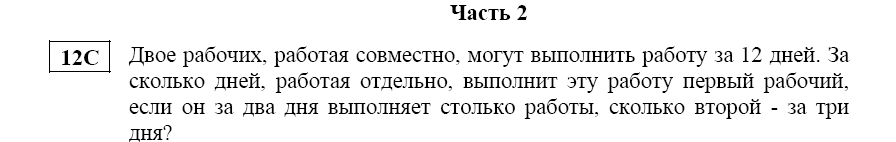 Часть 2
12С Двое рабочих, работая совместно, могут выполнить работу за 12 дней. За
сколько дней, работая отдельно, выполнит эту работу первый рабочий,
если он за два дня выполняет столько работы, сколько второй - за три
дня?